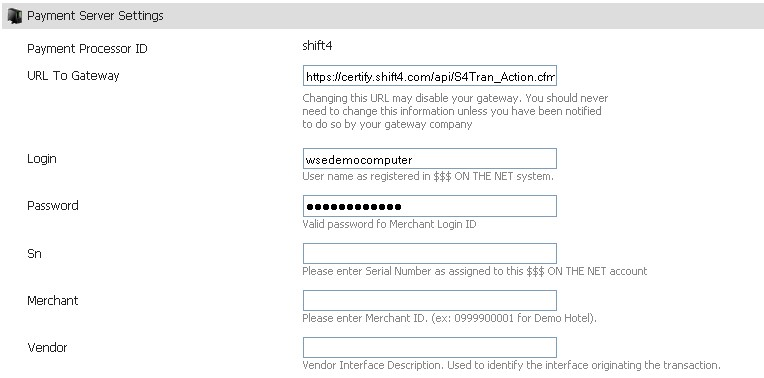 Payment Server Settings
Payment Processor ID shift4
URL To Gateway https://certify.shift4.com/api/S4Tran_Action.cfm
Changing this URL may disable your gateway. You should never
need to change this information unless you have been notified
to do so by your gateway company
Login wsedemocomputer
User name as registered in $$$ ON THE NET system.
Password ●●●●●●●●●●●●
Valid password fo Merchant Login ID
Sn
Please enter Serial Number as assigned to this $$$ ON THE NET account
Merchant
Please enter Merchant ID. (ex: 0999900001 for Demo Hotel).
Vendor
Vendor Interface Description. Used to identify the interface originating the transaction.